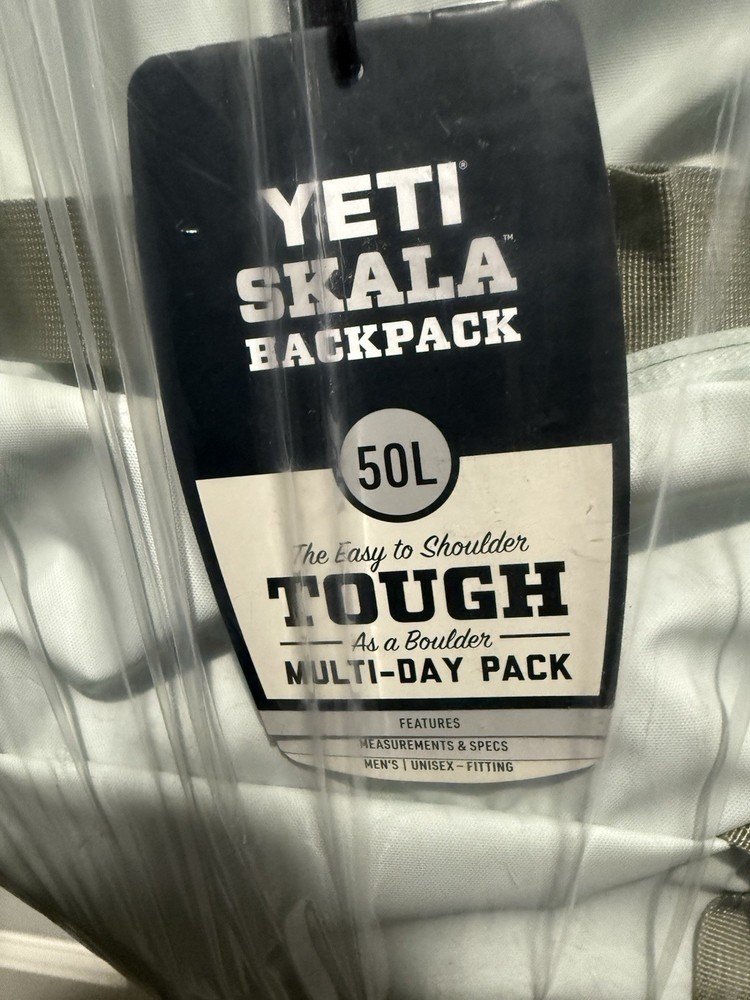 YETI®
SKALA™
BACKPACK
50L
The Easy to Shoulder
TOUGH
As a Boulder
MULTI-DAY PACK
FEATURES
MEASUREMENTS & SPECS
MEN'S | UNISEX – FITTING